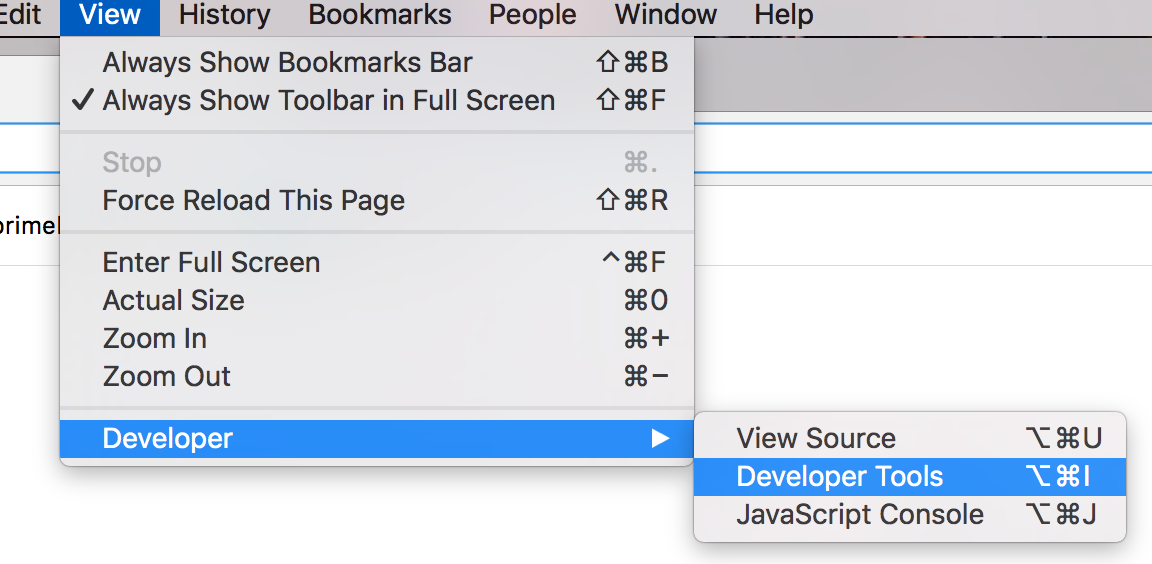 Edit View History Bookmarks People Window Help
Always Show Bookmarks Bar ⇧⌘B
✓ Always Show Toolbar in Full Screen ⇧⌘F
Stop ⌘.
Force Reload This Page ⇧⌘R
Enter Full Screen ^⌘F
Actual Size ⌘0
Zoom In ⌘+
Zoom Out ⌘−
Developer ▶
View Source ⌥⌘U
Developer Tools ⌥⌘I
JavaScript Console ⌥⌘J